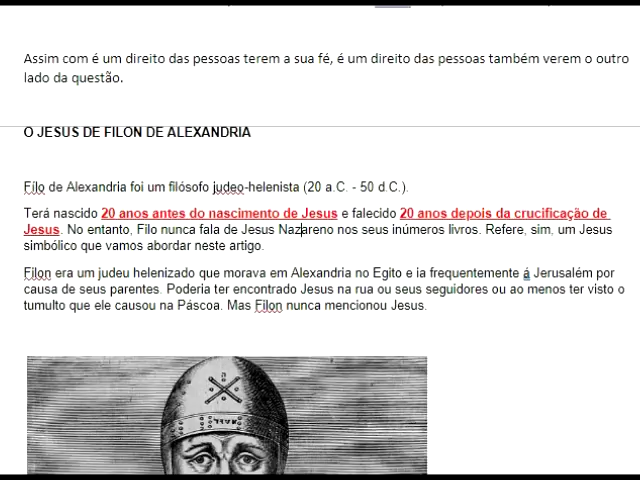 Assim com é um direito das pessoas terem a sua fé, é um direito das pessoas também verem o outro
lado da questão.
O JESUS DE FILON DE ALEXANDRIA
Filo de Alexandria foi um filósofo judeo-helenista (20 a.C. - 50 d.C.).
Terá nascido 20 anos antes do nascimento de Jesus e falecido 20 anos depois da crucificação de
Jesus. No entanto, Filo nunca fala de Jesus Nazareno nos seus inúmeros livros. Refere, sim, um Jesus
simbólico que vamos abordar neste artigo.
Filon era um judeu helenizado que morava em Alexandria no Egito e ia frequentemente á Jerusalém por
causa de seus parentes. Poderia ter encontrado Jesus na rua ou seus seguidores ou ao menos ter visto o
tumulto que ele causou na Páscoa. Mas Filon nunca mencionou Jesus.